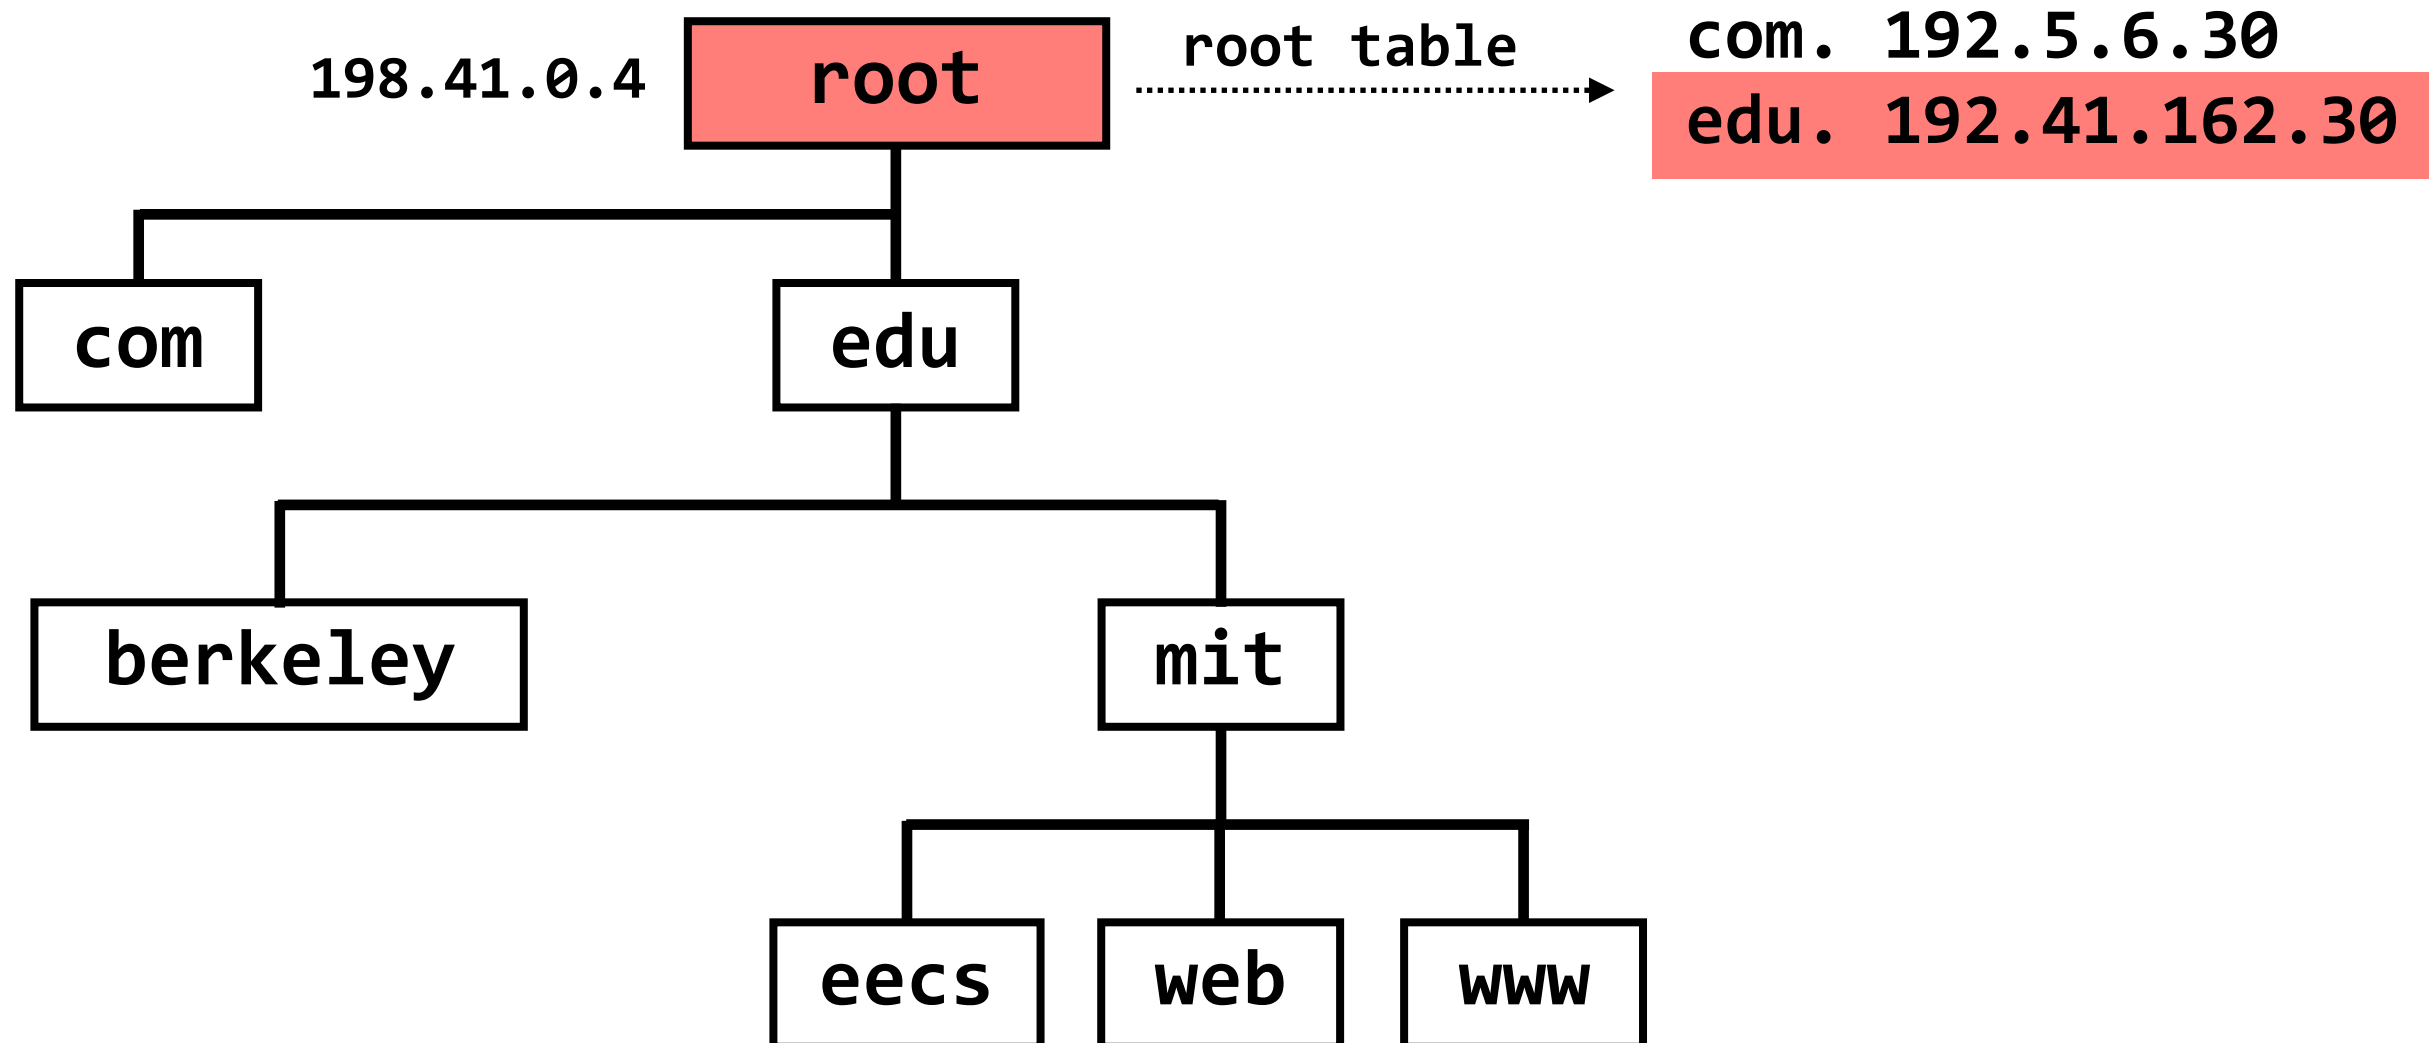 198.41.0.4
root
root table
com. 192.5.6.30
edu. 192.41.162.30
com
edu
berkeley
mit
eecs
web
www